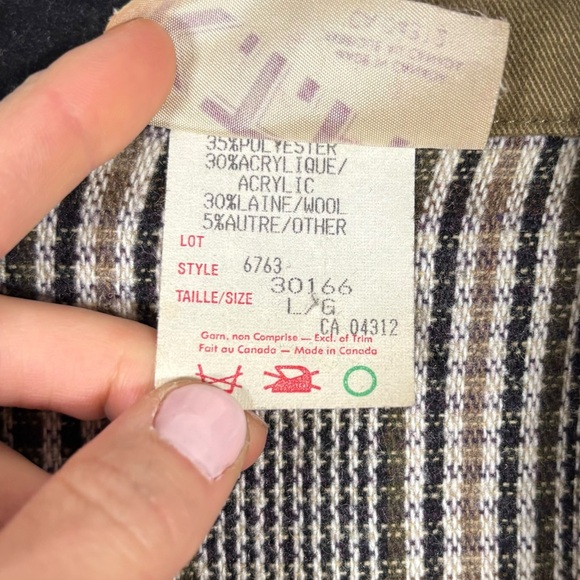 35%POLYESTER
30%ACRYLIQUE/
ACRYLIC
30%LAINE/WOOL
5%AUTRE/OTHER
LOT
STYLE 6763
30166
TAILLE/SIZE L/G
CA 04312
Garn. non Comprise — Excl. of Trim
Fait au Canada — Made in Canada